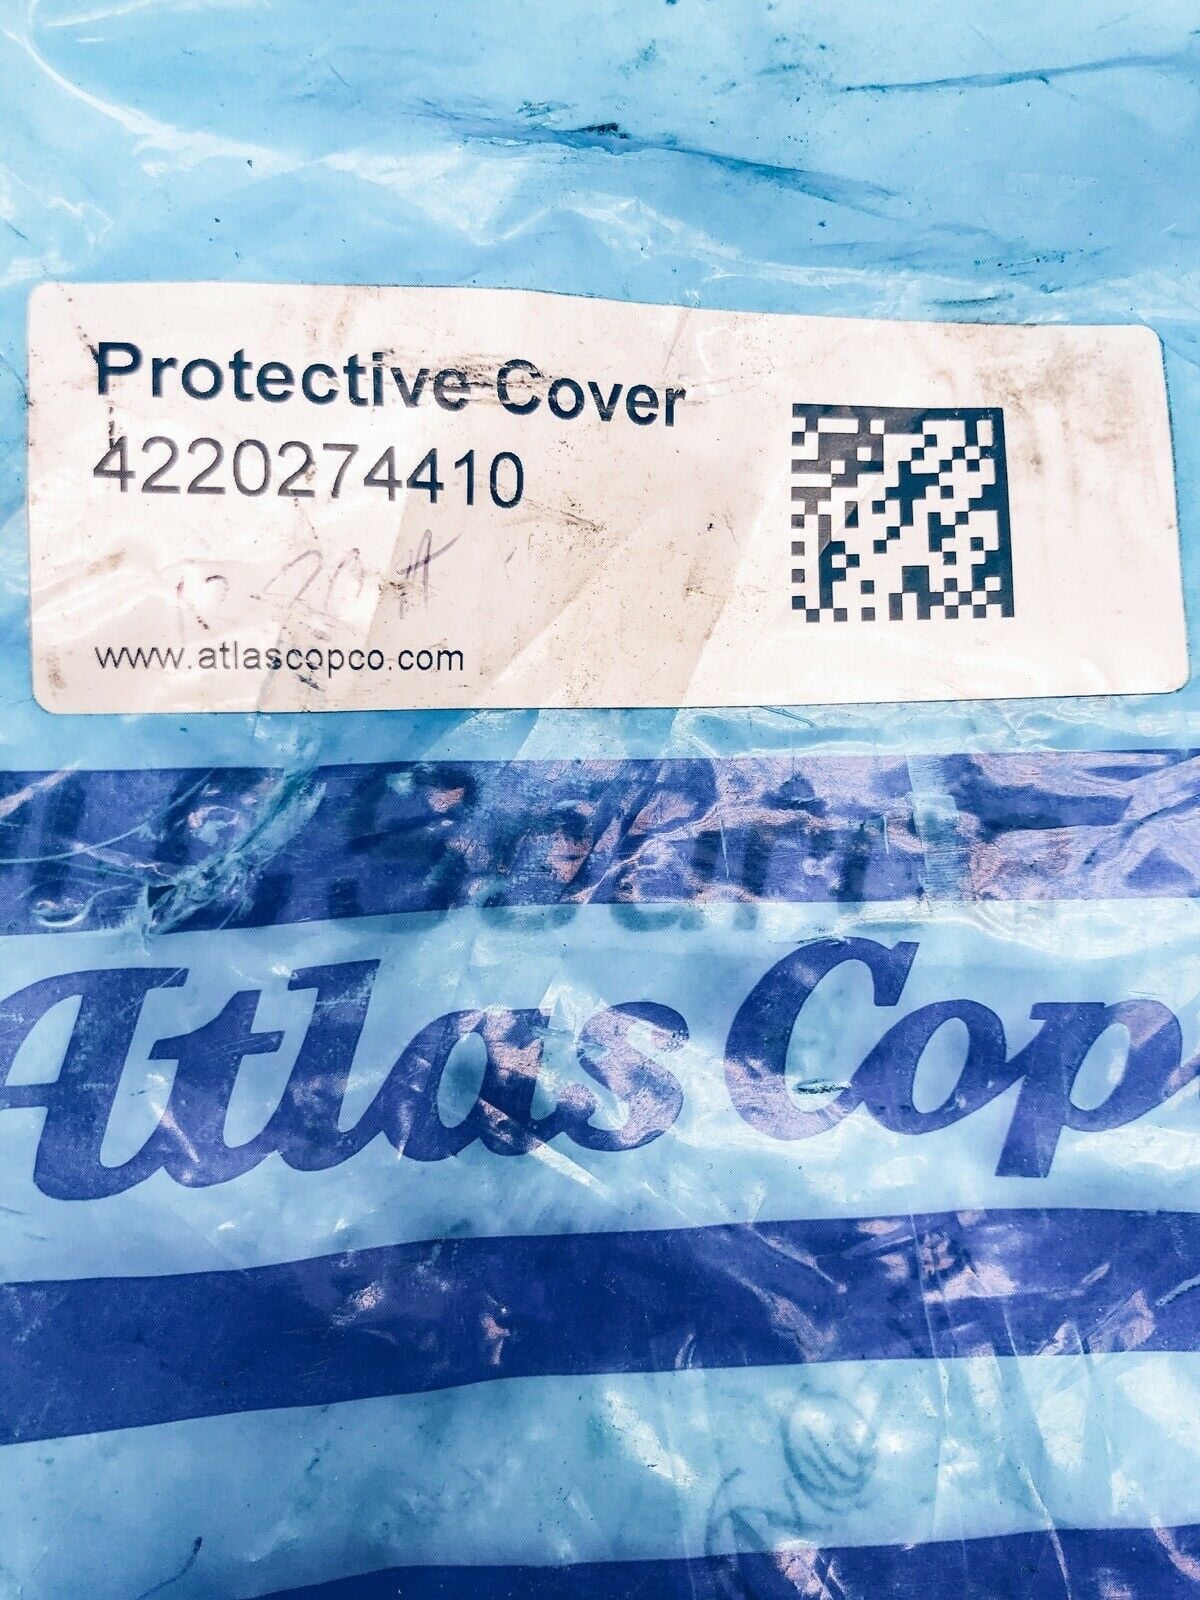 Protective Cover
4220274410
www.atlascopco.com
Atlas Cop